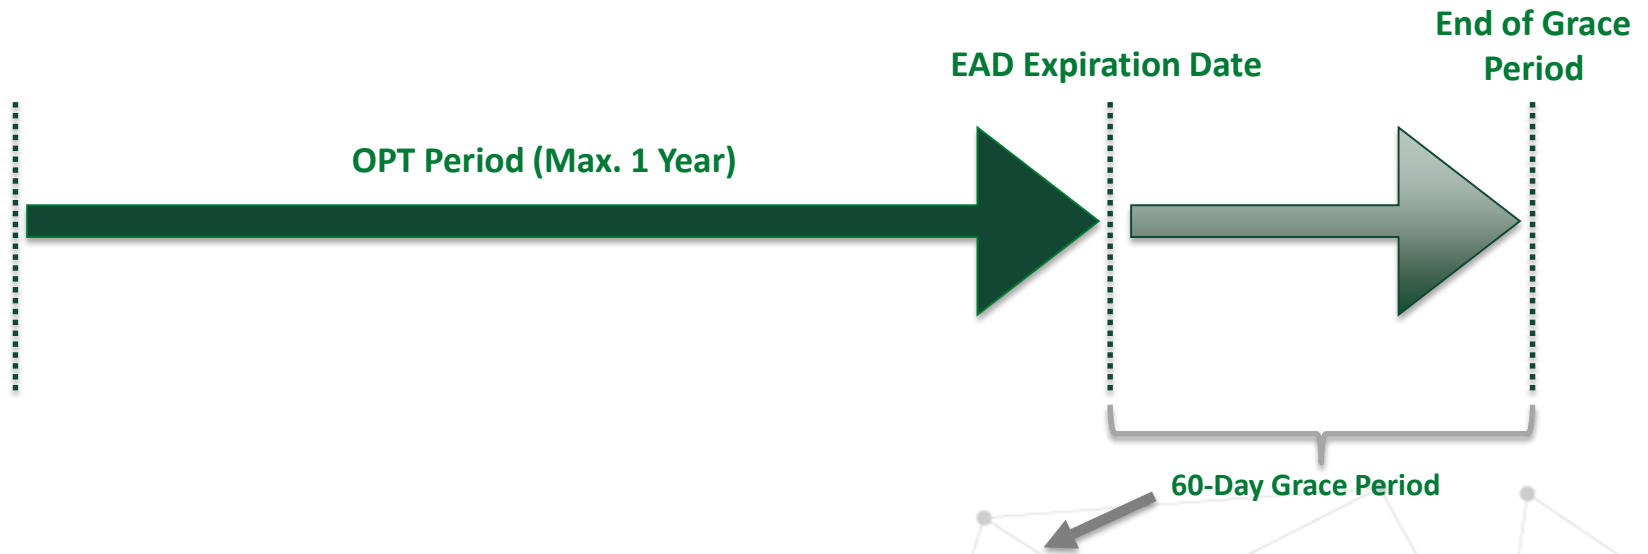 End of Grace
Period
EAD Expiration Date
OPT Period (Max. 1 Year)
60-Day Grace Period